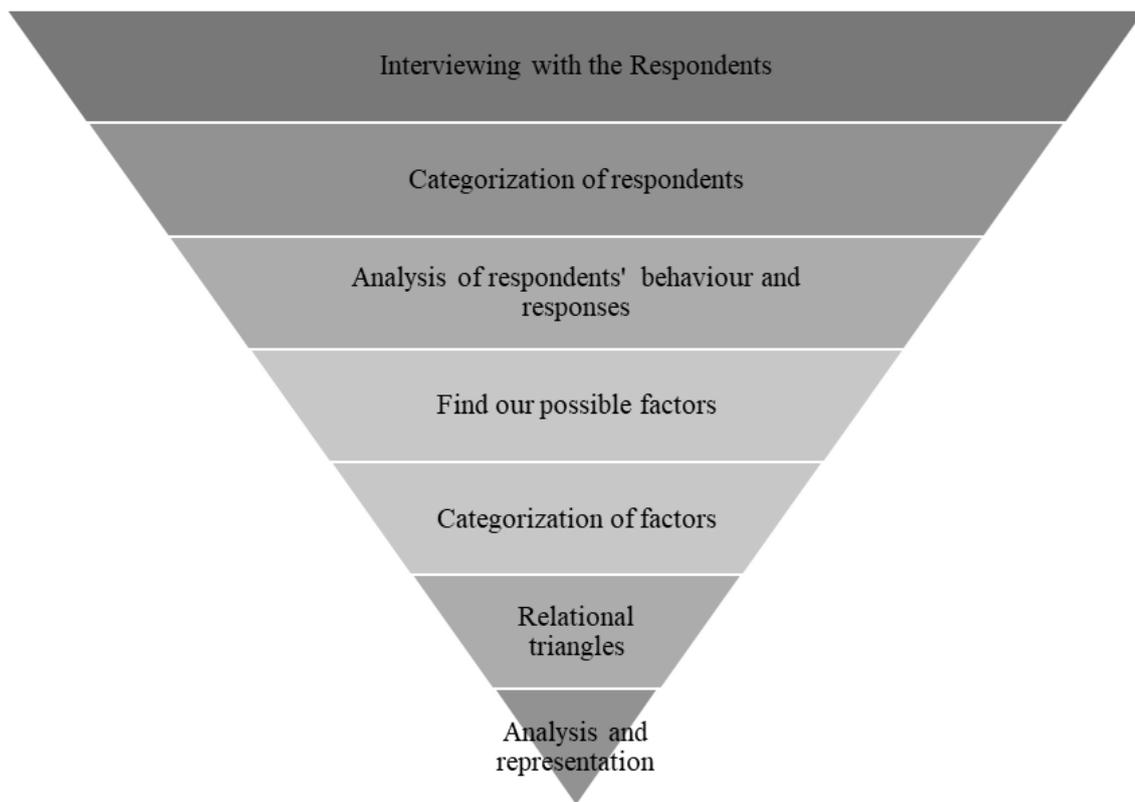 Interviewing with the Respondents
Categorization of respondents
Analysis of respondents' behaviour and
responses
Find our possible factors
Categorization of factors
Relational
triangles
Analysis and
representation